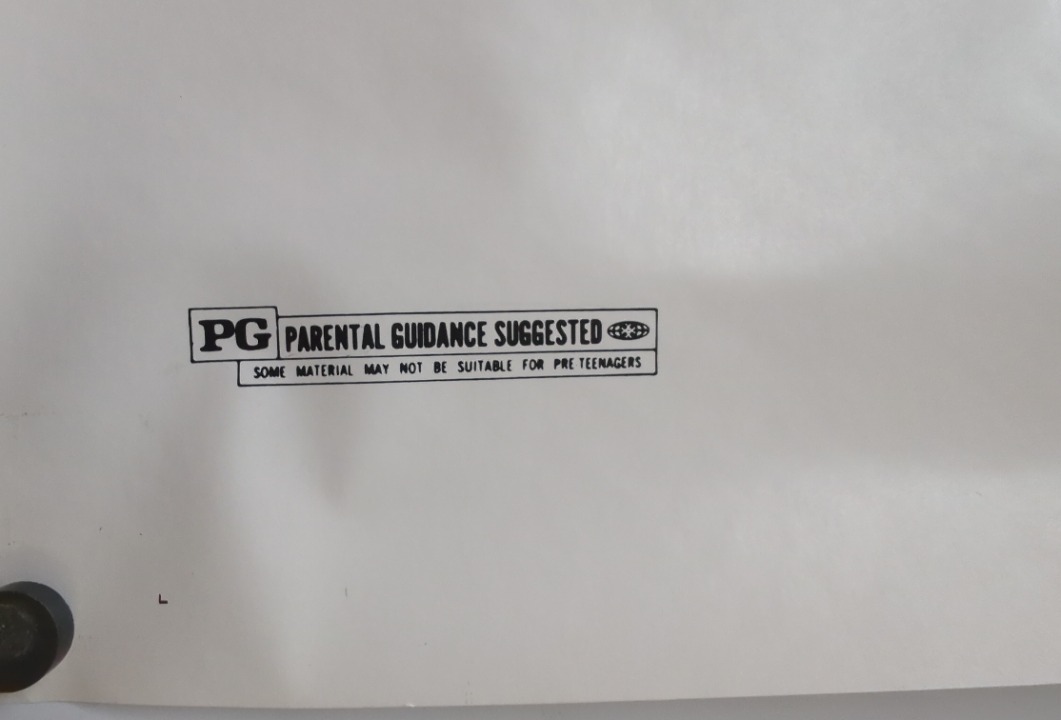 PG PARENTAL GUIDANCE SUGGESTED
SOME MATERIAL MAY NOT BE SUITABLE FOR PRE TEENAGERS